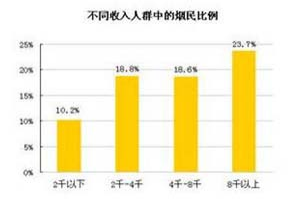 不同收入人群中的烟民比例
25%
20%
15%
10%
5%
0%
10.2%
18.8%
18.6%
23.7%
2千以下
2千-4千
4千-8千
8千以上